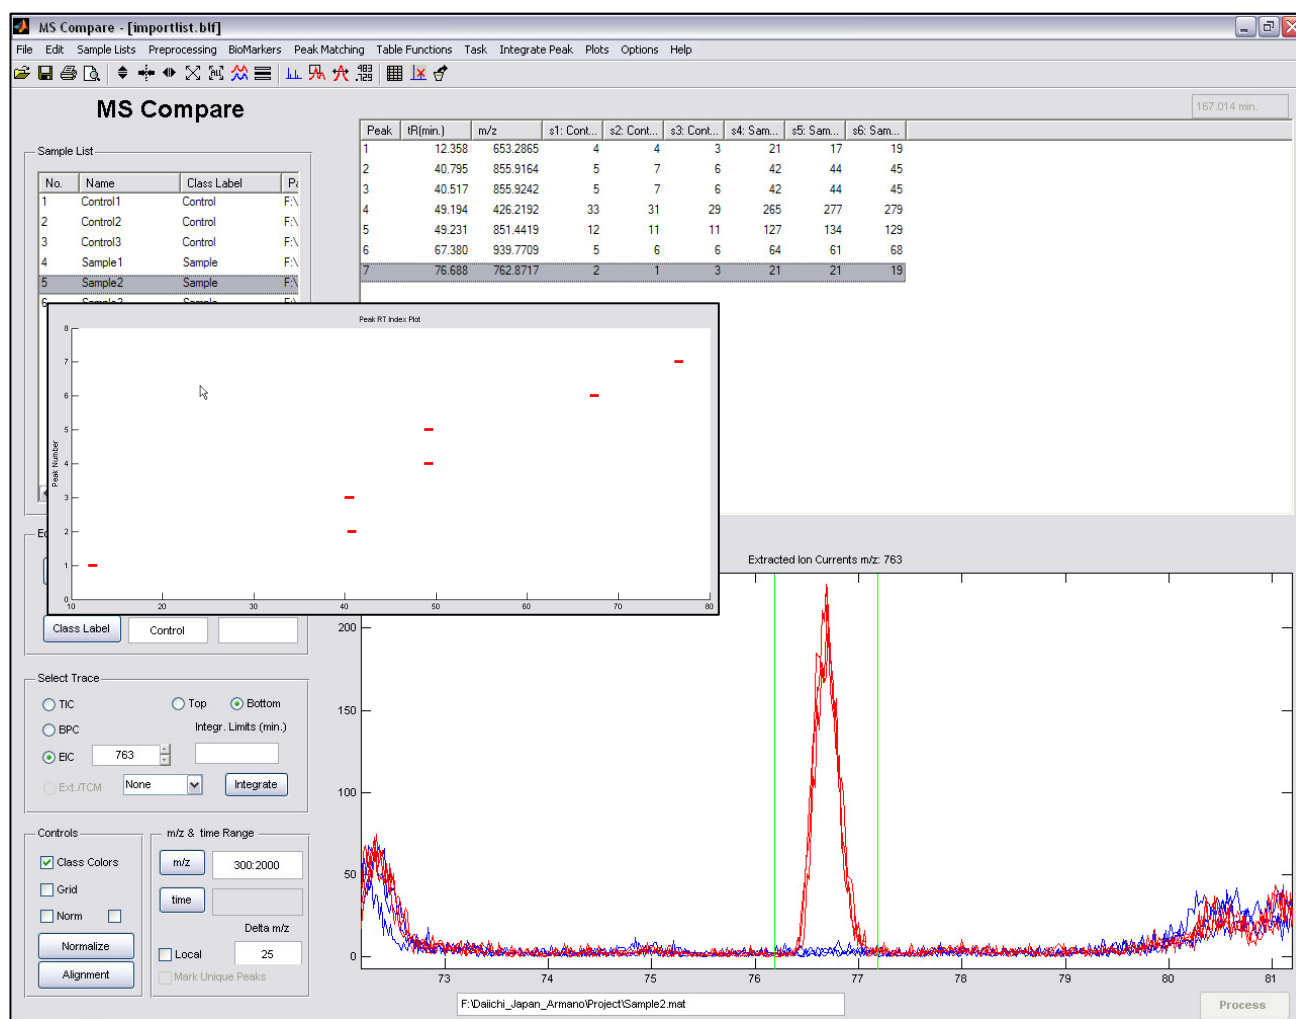 MS Compare - [importlist.blf]
File Edit Sample Lists Preprocessing BioMarkers Peak Matching Table Functions Task Integrate Peak Plots Options Help
MS Compare
167.014 min.
Sample List
No. Name Class Label
1 Control1 Control F:\
2 Control2 Control F:\
3 Control3 Control F:\
4 Sample1 Sample F:\
5 Sample2 Sample F:\
Peak tR(min.) m/z s1: Cont... s2: Cont... s3: Cont... s4: Sam... s5: Sam... s6: Sam...
1 12.358 653.2865 4 4 3 21 17 19
2 40.795 855.9164 5 7 6 42 44 45
3 40.517 855.9242 5 7 6 42 44 45
4 49.194 426.2192 33 31 29 265 277 279
5 49.231 851.4419 12 11 11 127 134 129
6 67.380 939.7709 5 6 6 64 61 68
7 76.688 762.8717 2 1 3 21 21 19
Peak RT Index Plot
Peak Number
8
7
6
5
4
3
2
1
0
10 20 30 40 50 60 70 80
Class Label Control
Select Trace
TIC Top Bottom
BPC Integr. Limits (min.)
EIC 763
Ext./TCM None Integrate
Controls
Class Colors
Grid
Norm
Normalize
Alignment
m/z & time Range
m/z 300:2000
time
Delta m/z
Local 25
Mark Unique Peaks
Extracted Ion Currents m/z: 763
200
150
100
50
0
73 74 75 76 77 78 79 80 81
F:\Daiichi_Japan_Armano\Project\Sample2.mat
Process